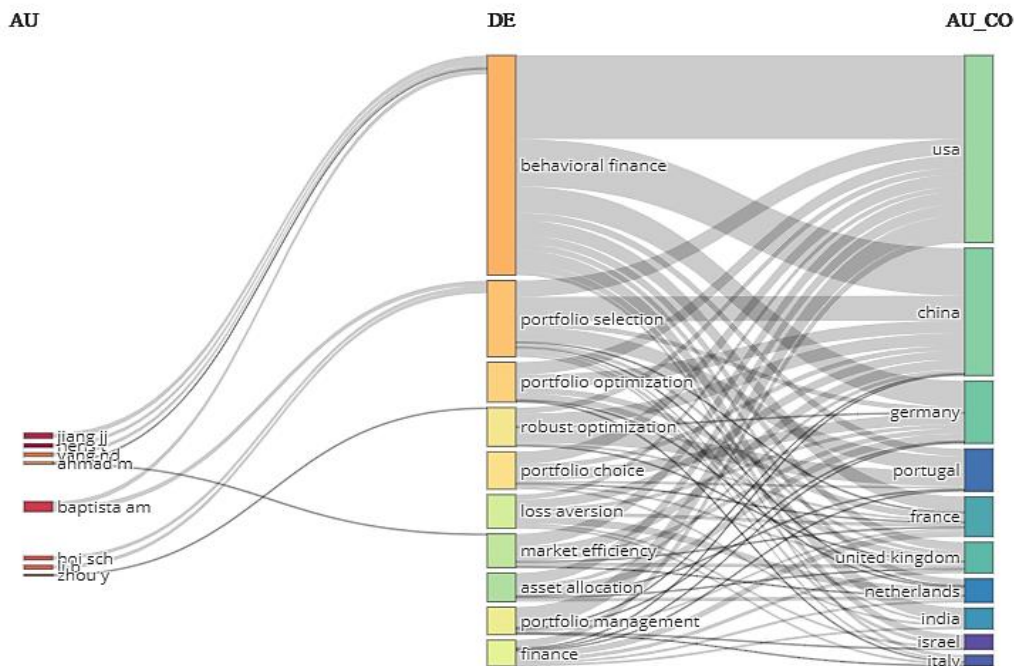 AU
DE
AU_CO
behavioral finance
portfolio selection
portfolio optimization
robust optimization
portfolio choice
loss aversion
market efficiency
asset allocation
portfolio management
finance
usa
china
germany
portugal
france
united kingdom
netherlands
india
israel
italy
jiang jj
ahmad m
baptista am
hoi sch
zhou y